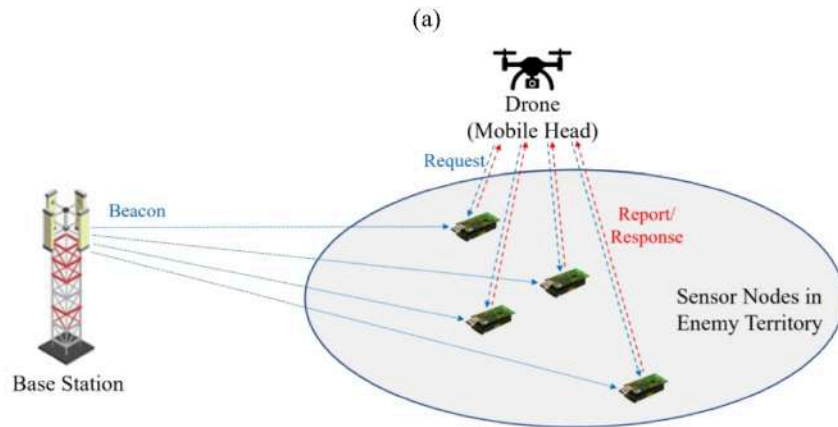 (a)
Drone
(Mobile Head)
Request
Beacon
Report/
Response
Sensor Nodes in
Enemy Territory
Base Station